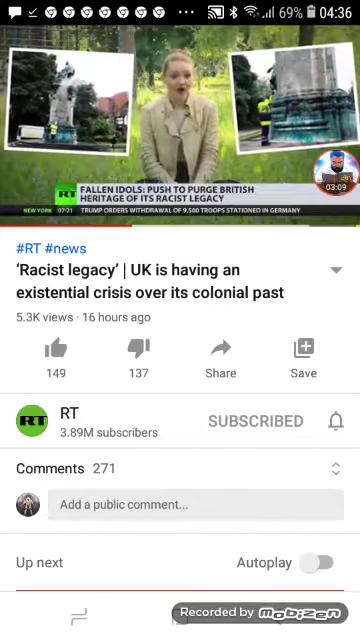 69% 04:36
RT
FALLEN IDOLS: PUSH TO PURGE BRITISH
HERITAGE OF ITS RACIST LEGACY
NEW YORK 07:21 TRUMP ORDERS WITHDRAWAL OF 9,500 TROOPS STATIONED IN GERMANY
03:09
#RT #news
‘Racist legacy’ | UK is having an
existential crisis over its colonial past
5.3K views · 16 hours ago
149 137 Share Save
RT RT SUBSCRIBED
3.89M subscribers
Comments 271
Add a public comment...
Up next Autoplay
Recorded by mobizen